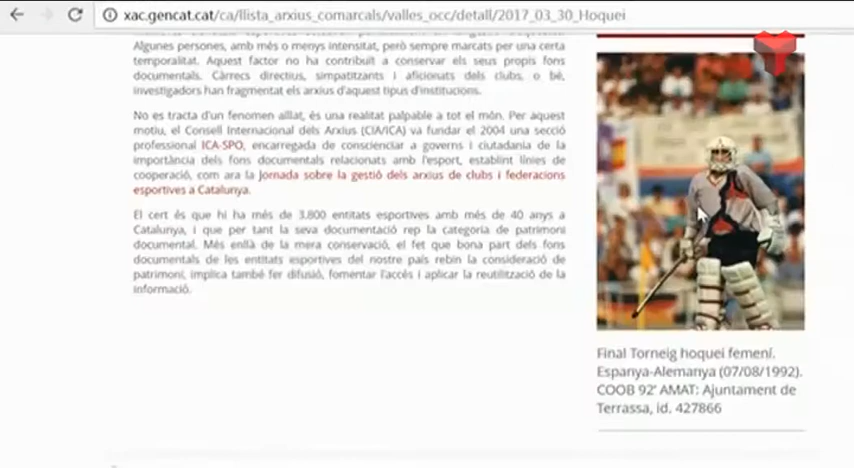 xac.gencat.cat/ca/llista_arxius_comarcals/valles_occ/detall/2017_03_30_Hoquei
Algunes persones, amb més o menys intensitat, però sempre marcats per una certa
temporalitat. Aquest factor no ha contribuït a conservar els seus propis fons
documentals. Càrrecs directius, simpatitzants i aficionats dels clubs, o bé,
investigadors han fragmentat els arxius d'aquest tipus d'institucions.
No es tracta d'un fenomen aïllat, és una realitat palpable a tot el món. Per aquest
motiu, el Consell Internacional dels Arxius (CIA/ICA) va fundar el 2004 una secció
professional ICA-SPO, encarregada de conscienciar a governs i ciutadania de la
importància dels fons documentals relacionats amb l'esport, establint línies de
cooperació, com ara la Jornada sobre la gestió dels arxius de clubs i federacions
esportives a Catalunya.
El cert és que hi ha més de 3.800 entitats esportives amb més de 40 anys a
Catalunya, i que per tant la seva documentació rep la categoria de patrimoni
documental. Més enllà de la mera conservació, el fet que bona part dels fons
documentals de les entitats esportives del nostre país rebin la consideració de
patrimoni, implica també fer difusió, fomentar l'accés i aplicar la reutilització de la
informació.
Final Torneig hoquei femení.
Espanya-Alemanya (07/08/1992).
COOB 92' AMAT: Ajuntament de
Terrassa, id. 427866